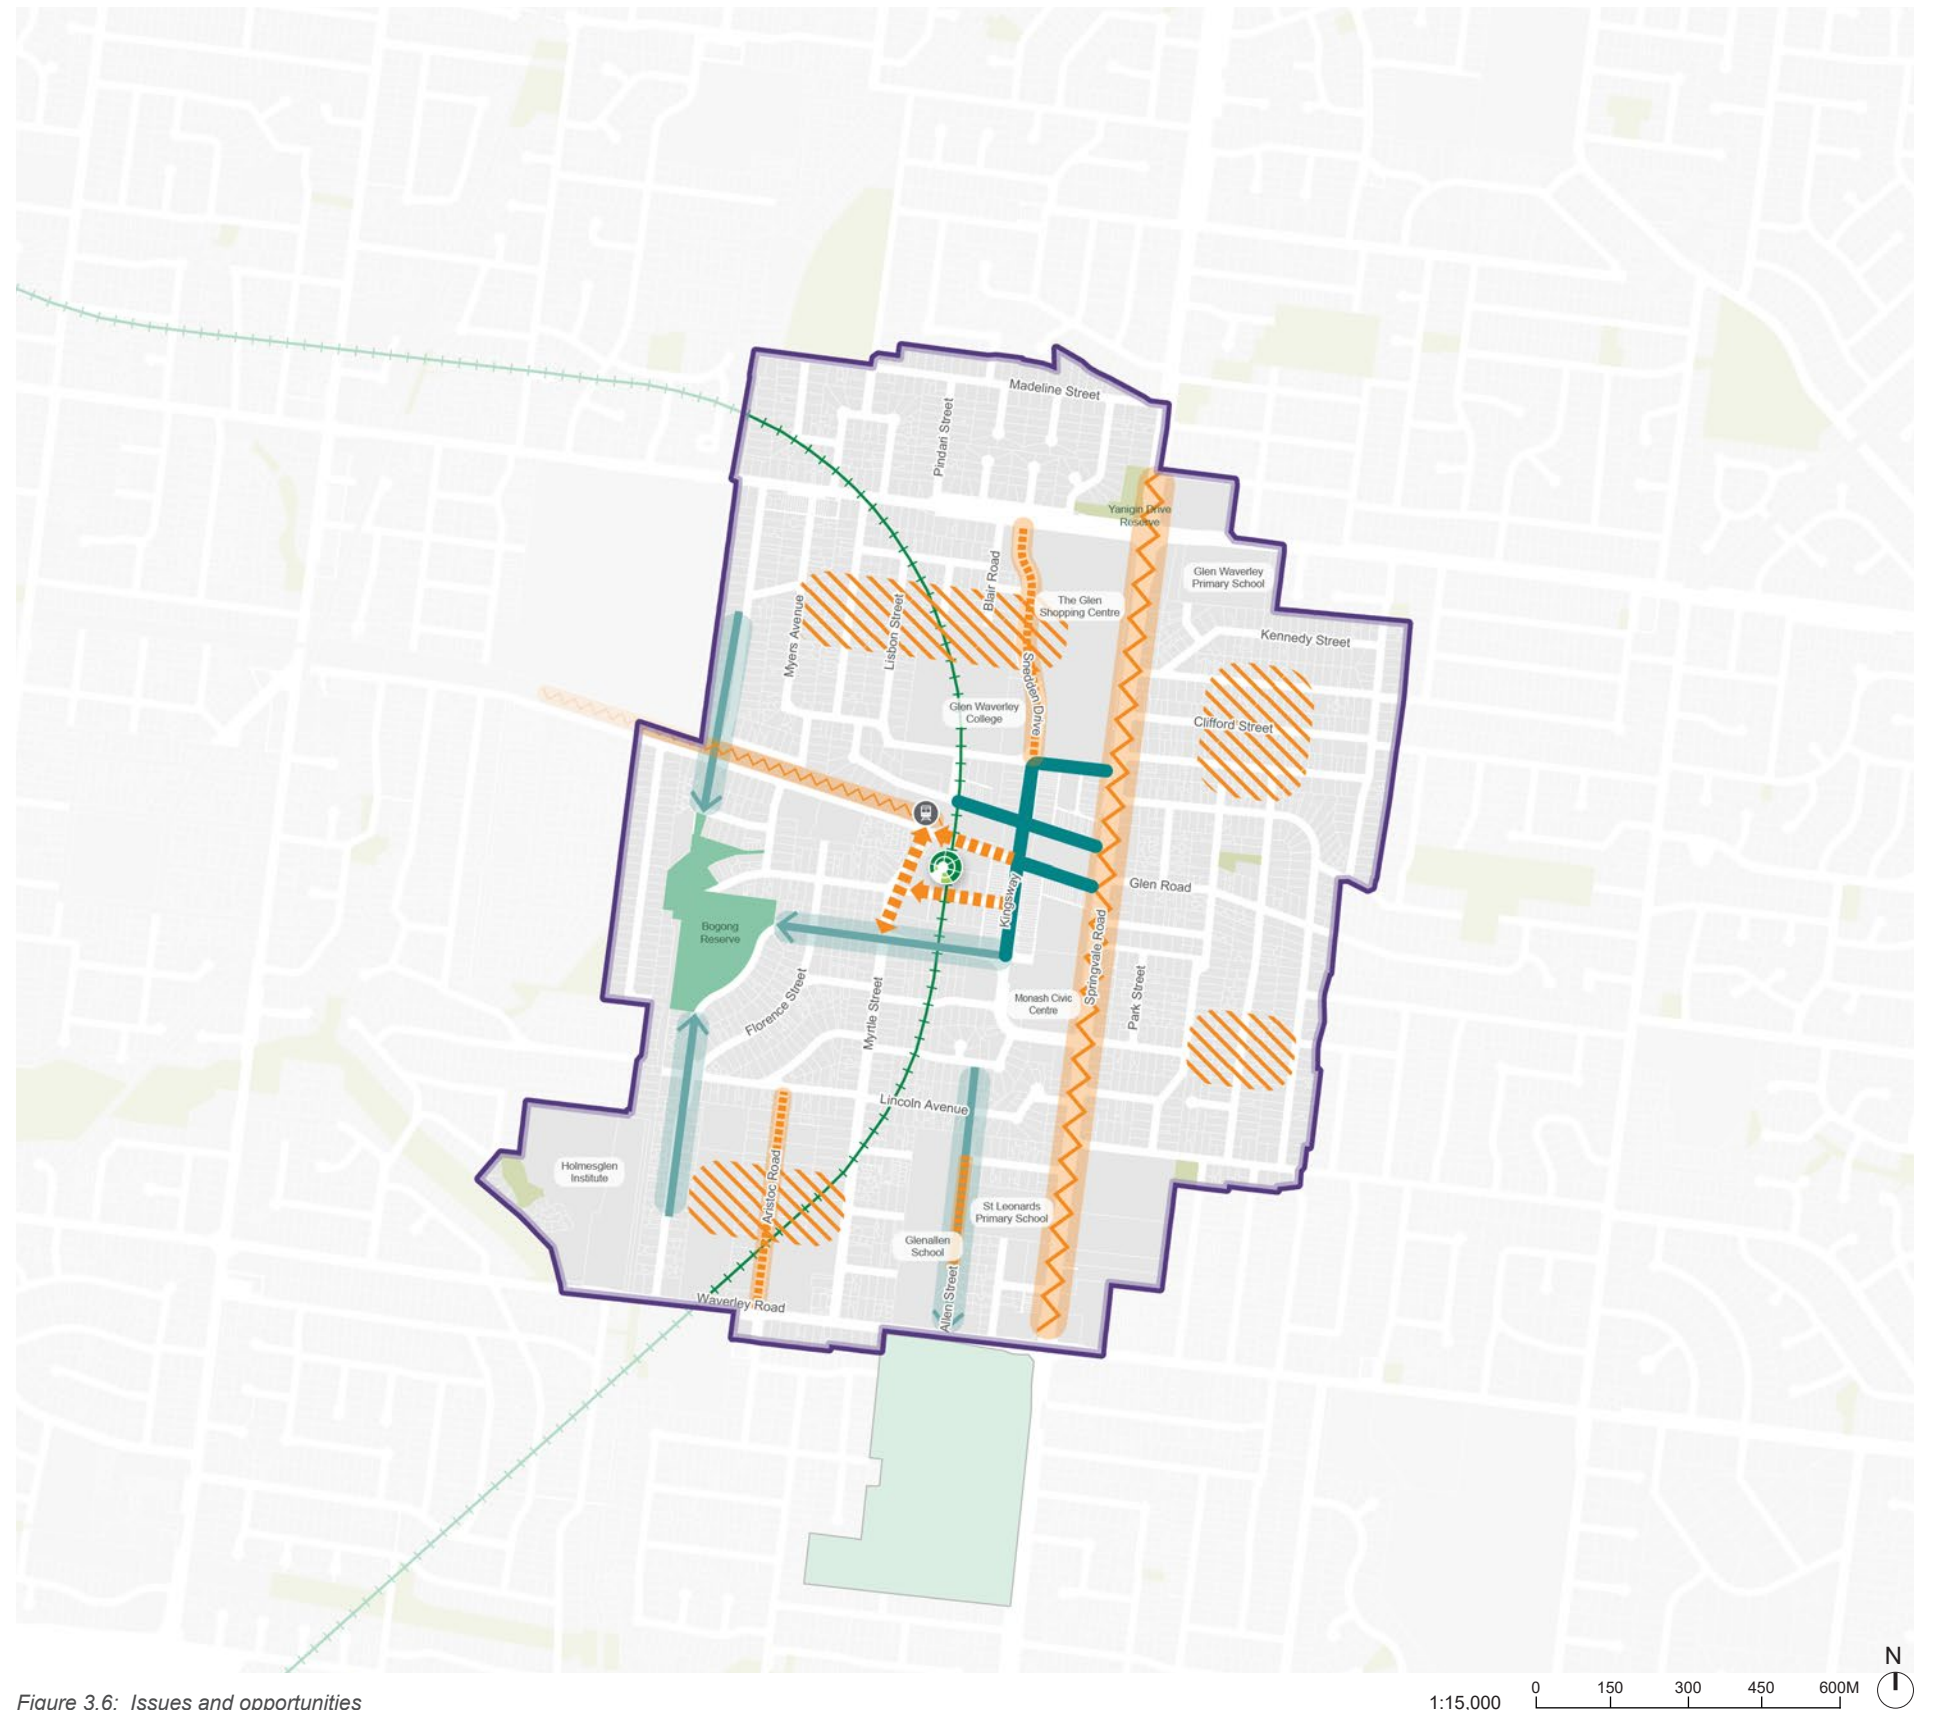 Madeline Street
Pindari Street
Yanigin Drive
Reserve
Blair Road
Glen Waverley
Primary School
The Glen
Shopping Centre
Myers Avenue
Lisbon Street
Kennedy Street
Snedden Drive
Glen Waverley
College
Clifford Street
Kingsway
Glen Road
Bogong
Reserve
Springvale Road
Florence Street
Myrtle Street
Monash Civic
Centre
Park Street
Lincoln Avenue
Holmesglen
Institute
Aristoc Road
St Leonards
Primary School
Glenallen
School
Allen Street
Waverley Road
N
Figure 3.6: Issues and opportunities
1:15,000
0 150 300 450 600M